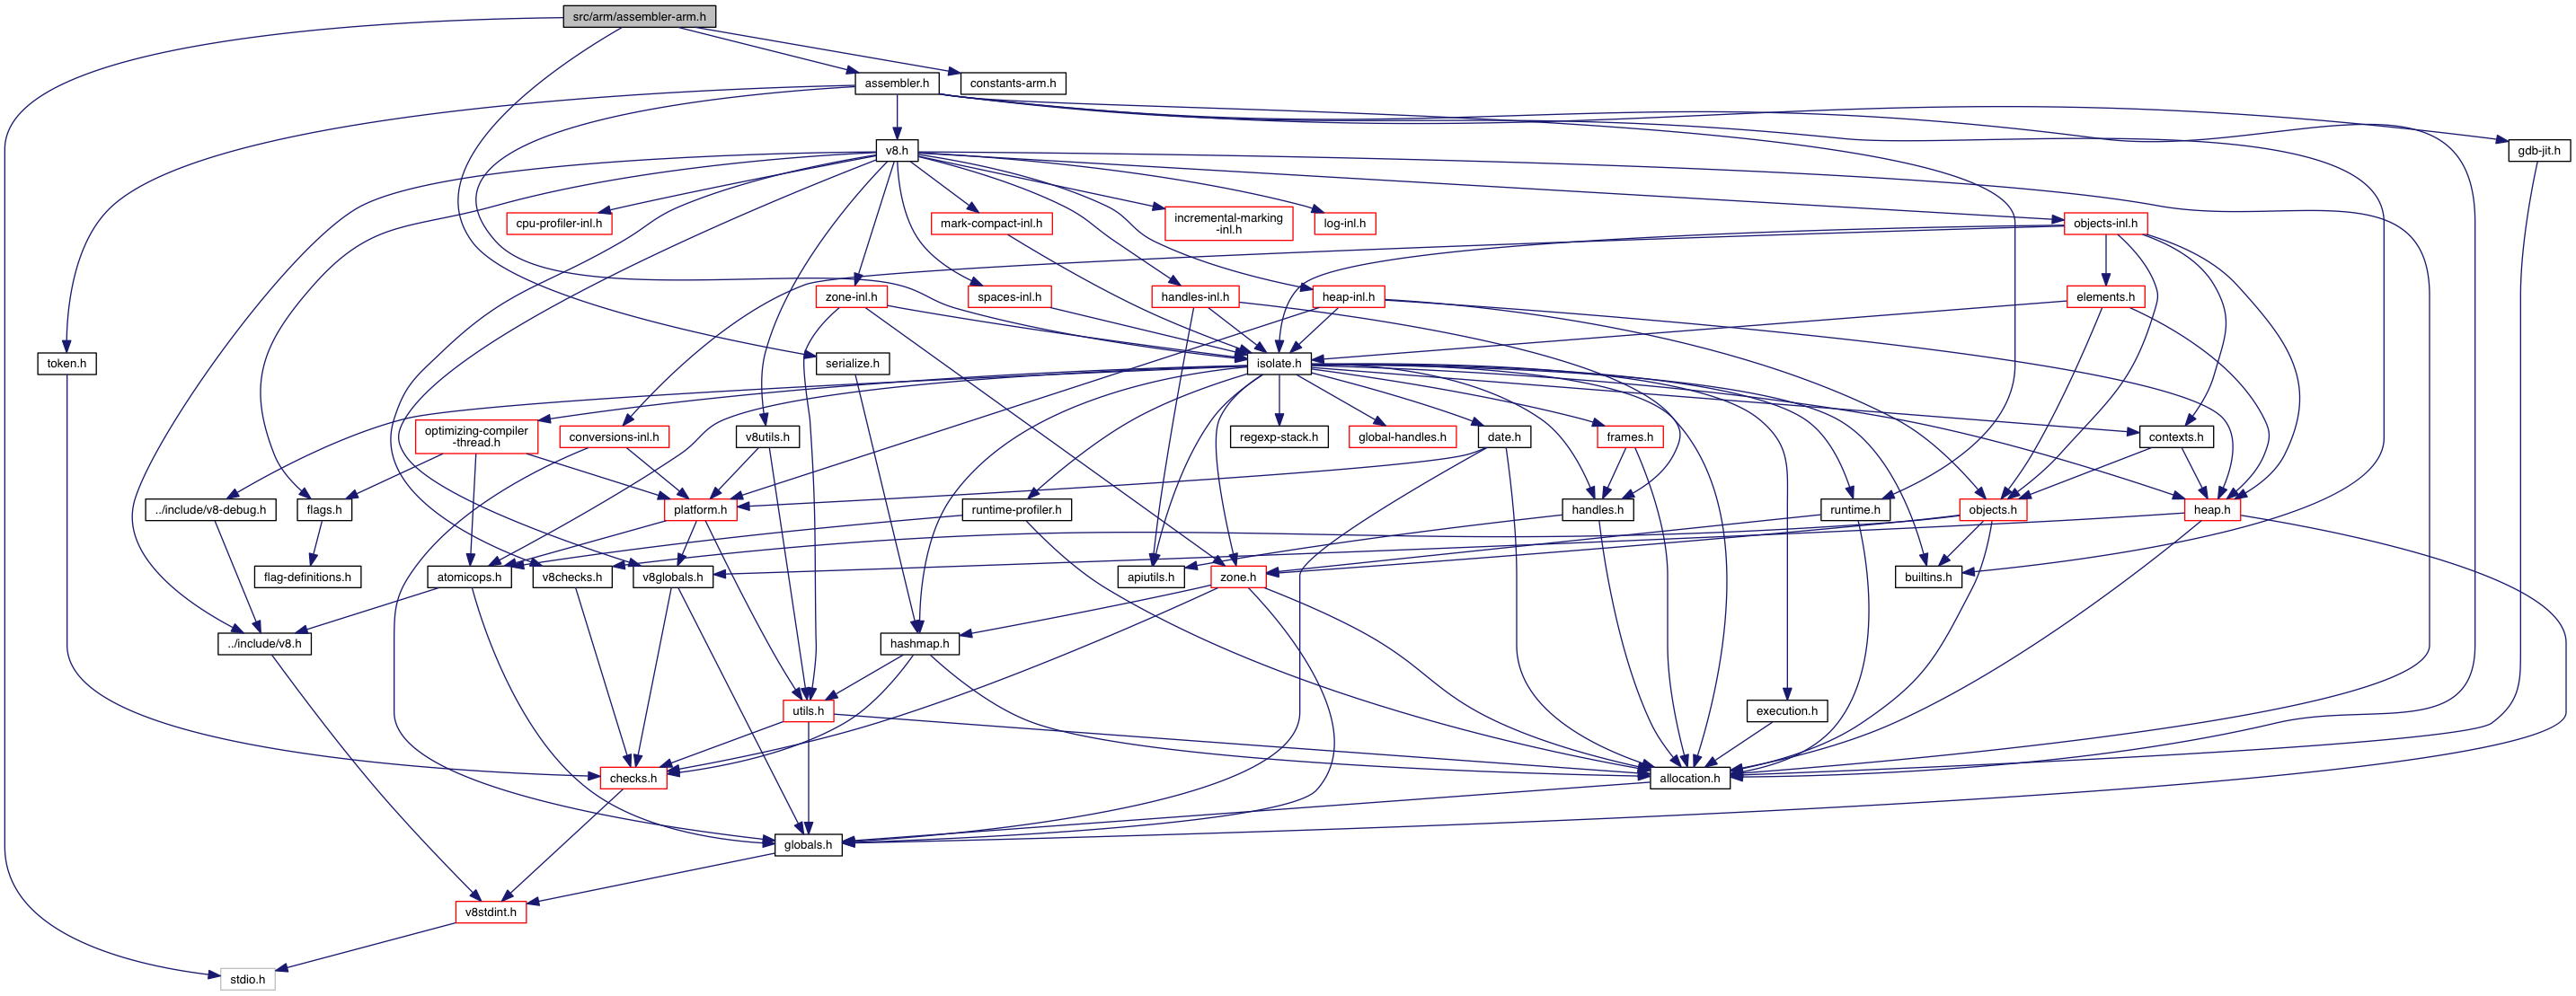 src/arm/assembler-arm.h
assembler.h
constants-arm.h
v8.h
gdb-jit.h
cpu-profiler-inl.h
mark-compact-inl.h
incremental-marking
-inl.h
log-inl.h
objects-inl.h
zone-inl.h
spaces-inl.h
handles-inl.h
heap-inl.h
elements.h
token.h
serialize.h
isolate.h
optimizing-compiler
-thread.h
conversions-inl.h
v8utils.h
regexp-stack.h
global-handles.h
date.h
frames.h
contexts.h
../include/v8-debug.h
flags.h
platform.h
runtime-profiler.h
handles.h
runtime.h
objects.h
heap.h
flag-definitions.h
atomicops.h
v8checks.h
v8globals.h
apiutils.h
zone.h
builtins.h
../include/v8.h
hashmap.h
utils.h
execution.h
checks.h
allocation.h
globals.h
v8stdint.h
stdio.h